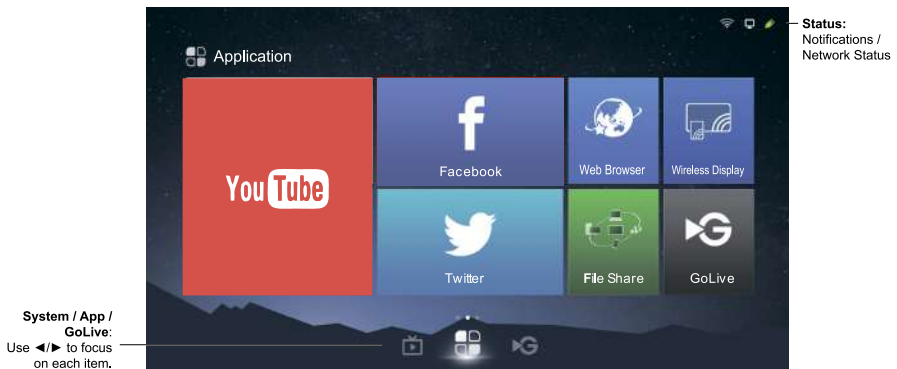 Status:
Notifications /
Network Status
Application
YouTube
Facebook
Web Browser
Wireless Display
Twitter
File Share
GoLive
System / App /
GoLive:
Use ◄/► to focus
on each item.